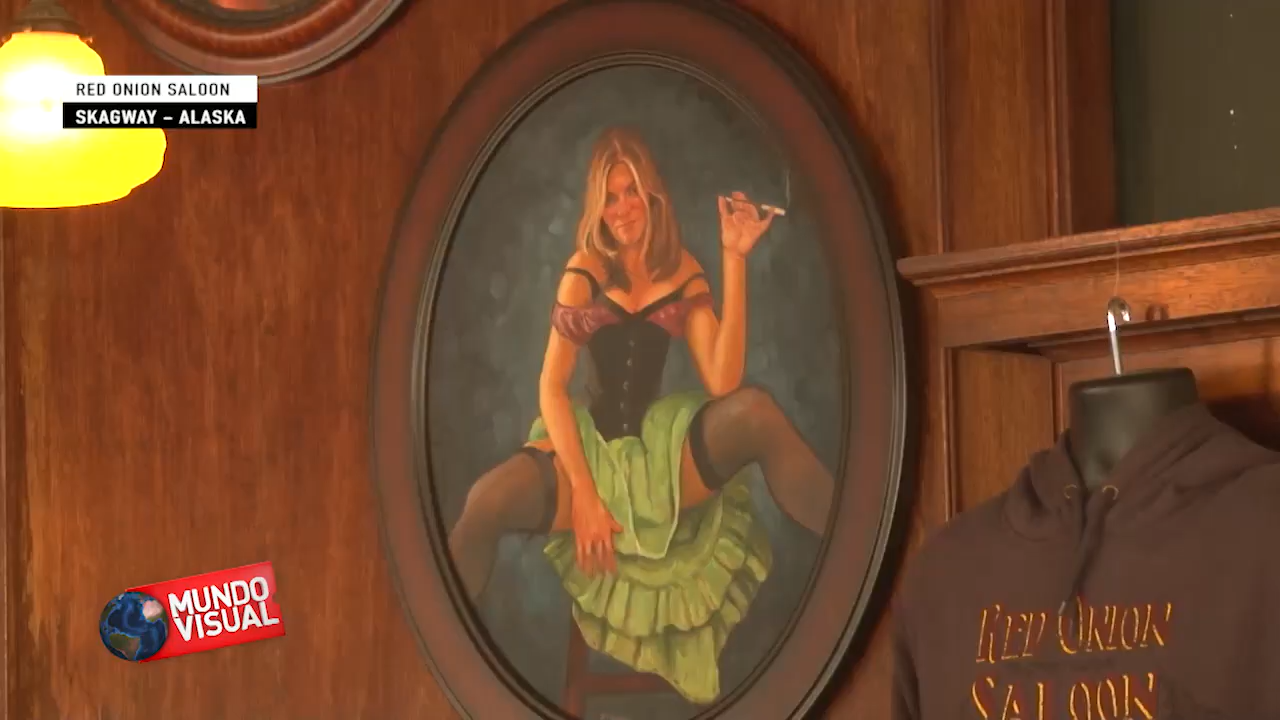 RED ONION SALOON
SKAGWAY – ALASKA
MUNDO
VISUAL
RED ONION
SALOON